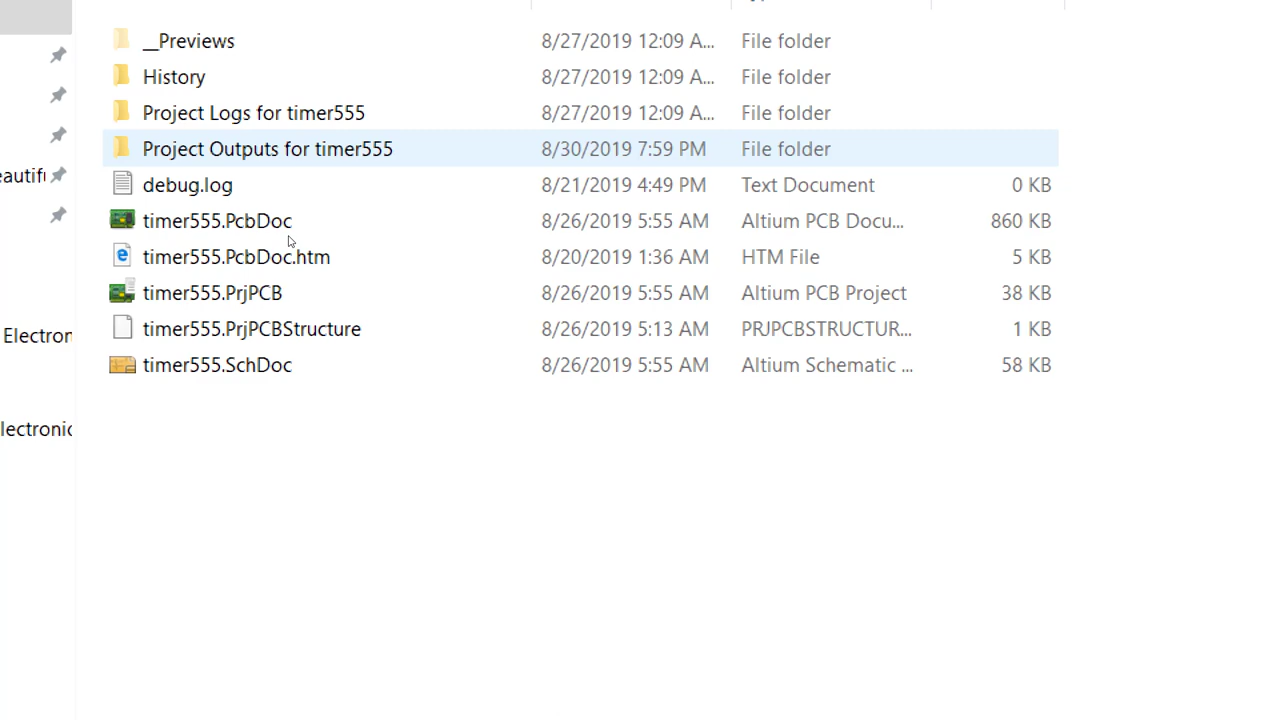 __Previews 8/27/2019 12:09 A... File folder
History 8/27/2019 12:09 A... File folder
Project Logs for timer555 8/27/2019 12:09 A... File folder
Project Outputs for timer555 8/30/2019 7:59 PM File folder
eautifu debug.log 8/21/2019 4:49 PM Text Document 0 KB
timer555.PcbDoc 8/26/2019 5:55 AM Altium PCB Docu... 860 KB
timer555.PcbDoc.htm 8/20/2019 1:36 AM HTM File 5 KB
timer555.PrjPCB 8/26/2019 5:55 AM Altium PCB Project 38 KB
Electron timer555.PrjPCBStructure 8/26/2019 5:13 AM PRJPCBSTRUCTUR... 1 KB
timer555.SchDoc 8/26/2019 5:55 AM Altium Schematic ... 58 KB
lectronic